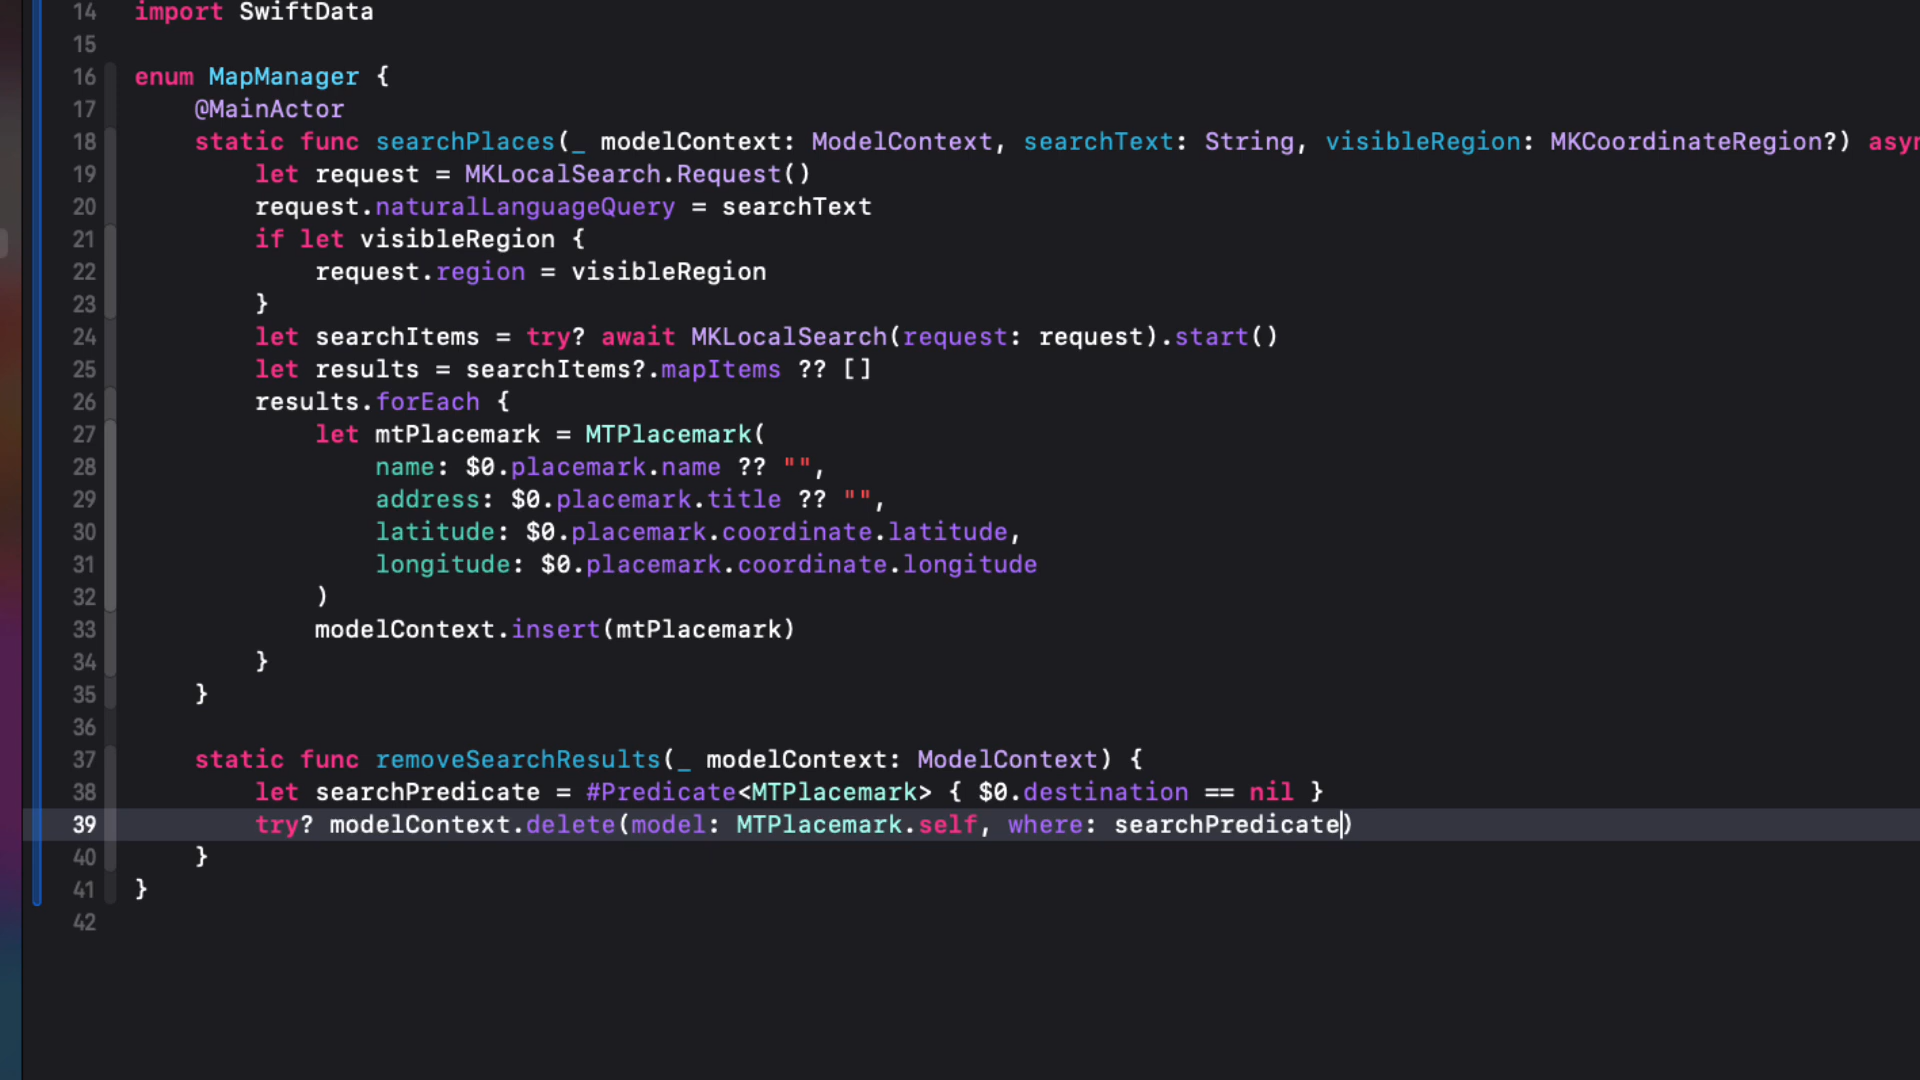 14 import SwiftData
15
16 enum MapManager {
17 @MainActor
18 static func searchPlaces(_ modelContext: ModelContext, searchText: String, visibleRegion: MKCoordinateRegion?) asyn
19 let request = MKLocalSearch.Request()
20 request.naturalLanguageQuery = searchText
21 if let visibleRegion {
22 request.region = visibleRegion
23 }
24 let searchItems = try? await MKLocalSearch(request: request).start()
25 let results = searchItems?.mapItems ?? []
26 results.forEach {
27 let mtPlacemark = MTPlacemark(
28 name: $0.placemark.name ?? "",
29 address: $0.placemark.title ?? "",
30 latitude: $0.placemark.coordinate.latitude,
31 longitude: $0.placemark.coordinate.longitude
32 )
33 modelContext.insert(mtPlacemark)
34 }
35 }
36
37 static func removeSearchResults(_ modelContext: ModelContext) {
38 let searchPredicate = #Predicate<MTPlacemark> { $0.destination == nil }
39 try? modelContext.delete(model: MTPlacemark.self, where: searchPredicate)
40 }
41 }
42